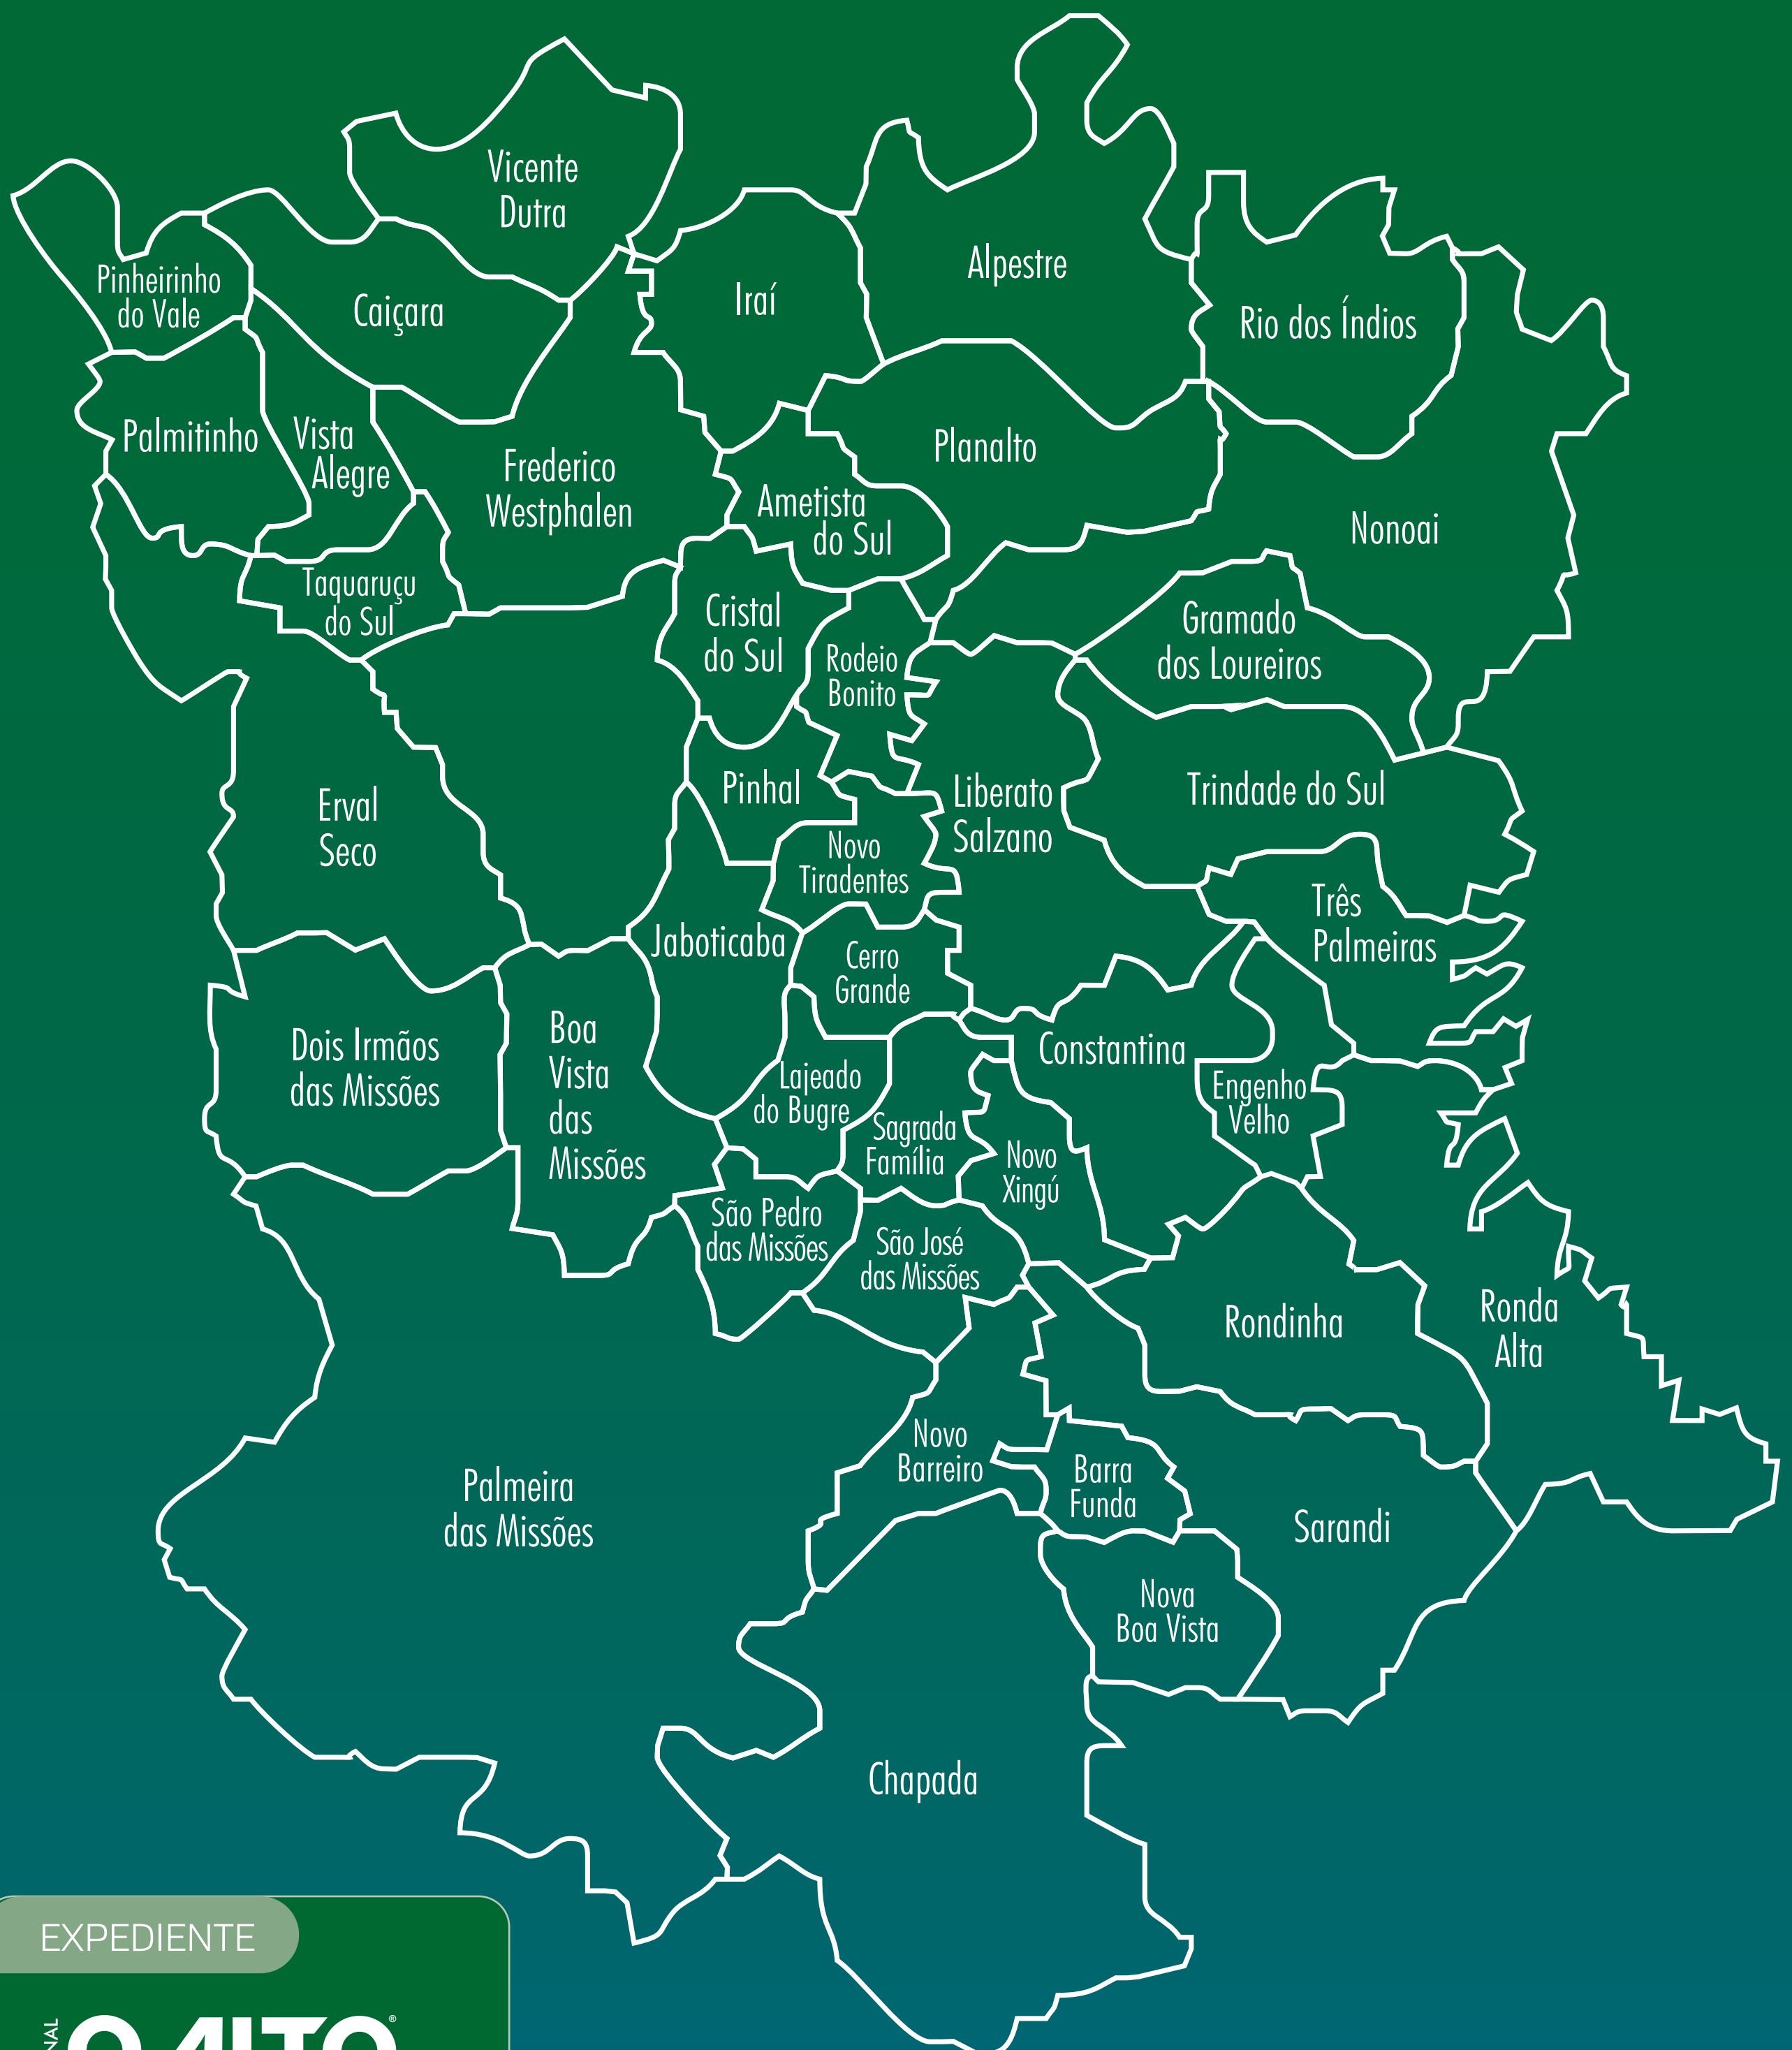 Vicente
Dutra
Pinheirinho
do Vale
Caiçara
Iraí
Alpestre
Rio dos Índios
Palmitinho
Vista
Alegre
Frederico
Westphalen
Planalto
Ametista
do Sul
Nonoai
Taquaruçu
do Sul
Cristal
do Sul
Rodeio
Bonito
Gramado
dos Loureiros
Erval
Seco
Pinhal
Liberato
Salzano
Trindade do Sul
Novo
Tiradentes
Três
Palmeiras
Jaboticaba
Cerro
Grande
Dois Irmãos
das Missões
Boa
Vista
das
Missões
Lajeado
do Bugre
Constantina
Engenho
Velho
Sagrada
Família
Novo
Xingú
São Pedro
das Missões
São José
das Missões
Rondinha
Ronda
Alta
Palmeira
das Missões
Novo
Barreiro
Barra
Funda
Sarandi
Nova
Boa Vista
Chapada
EXPEDIENTE
O ALTO